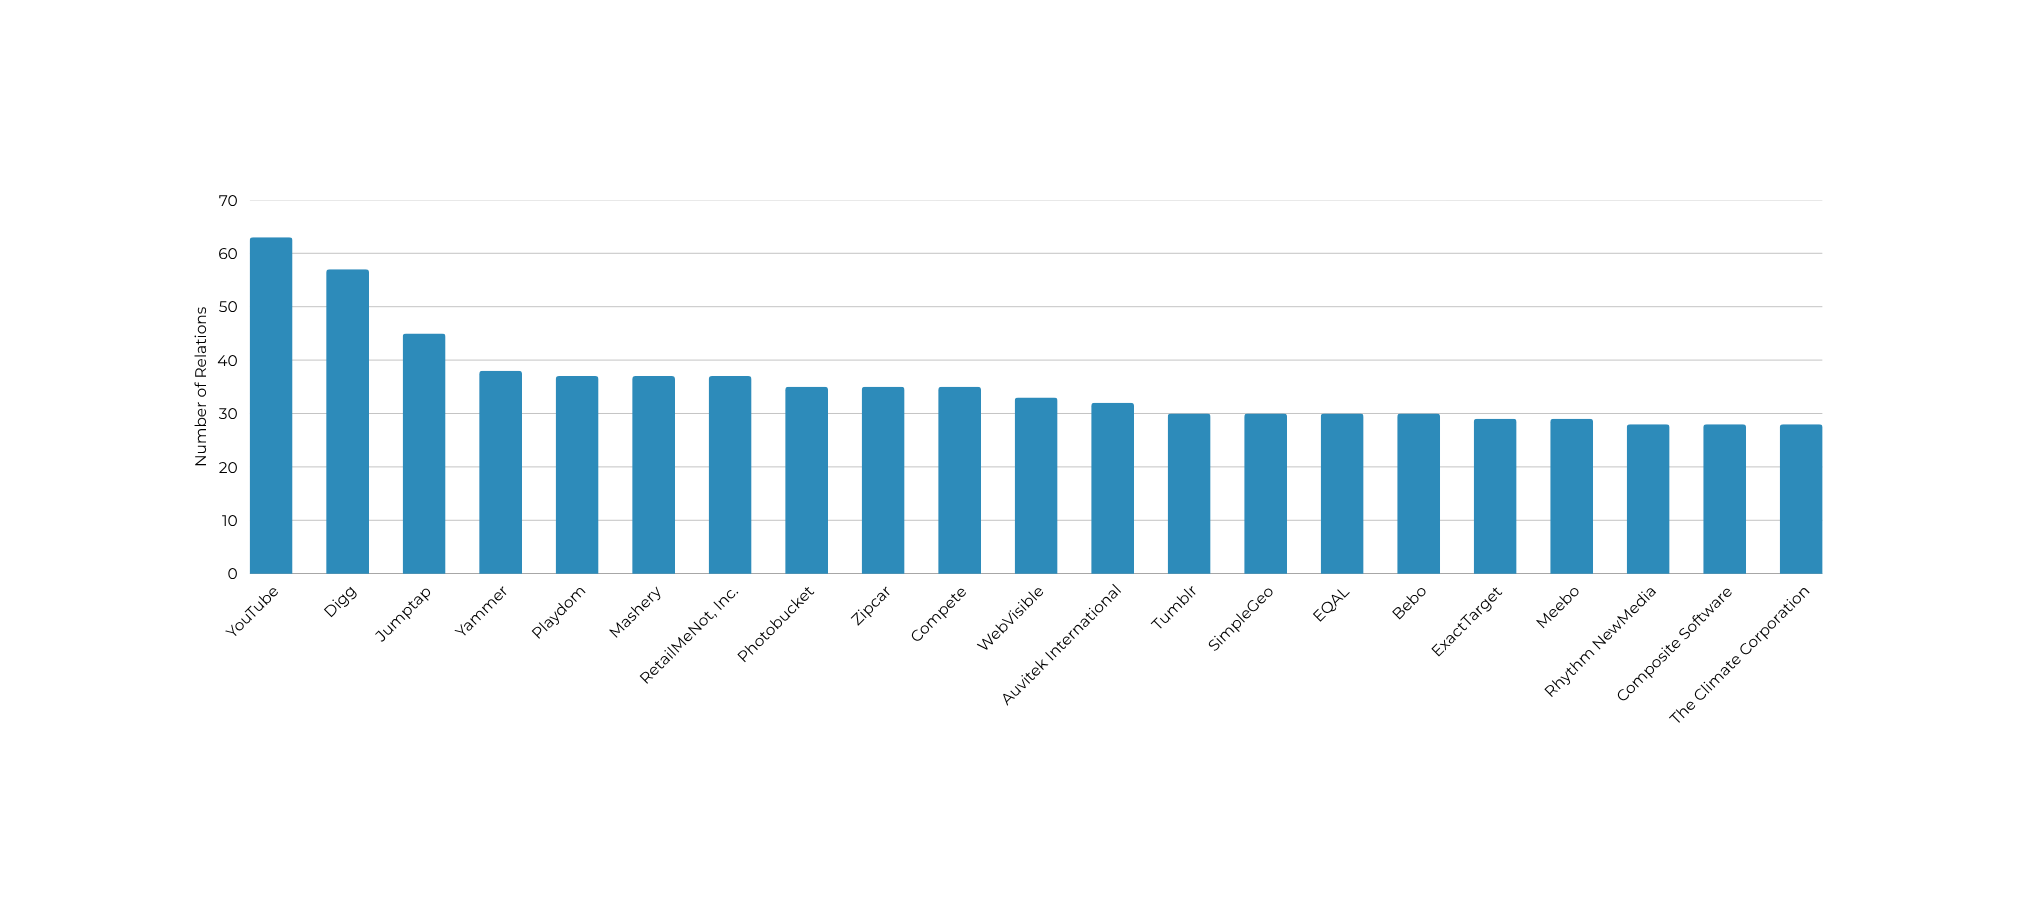 Number of Relations
70
60
50
40
30
20
10
0
YouTube
Digg
Jumptap
Yammer
Playdom
Mashery
RetailMeNot, Inc.
Photobucket
Zipcar
Compete
WebVisible
Auvitek International
Tumblr
SimpleGeo
EQAL
Bebo
ExactTarget
Meebo
Rhythm NewMedia
Composite Software
The Climate Corporation